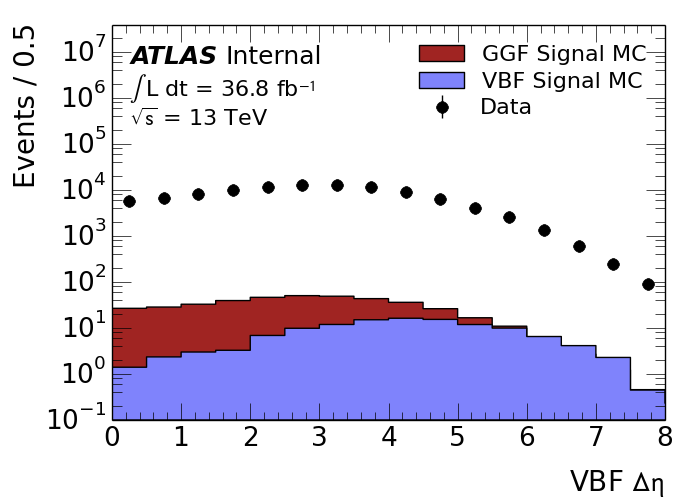 Events / 0.5
10⁷
10⁶
10⁵
10⁴
10³
10²
10¹
10⁰
10⁻¹
ATLAS Internal
∫L dt = 36.8 fb⁻¹
√s = 13 TeV
GGF Signal MC
VBF Signal MC
Data
0 1 2 3 4 5 6 7 8
VBF Δη